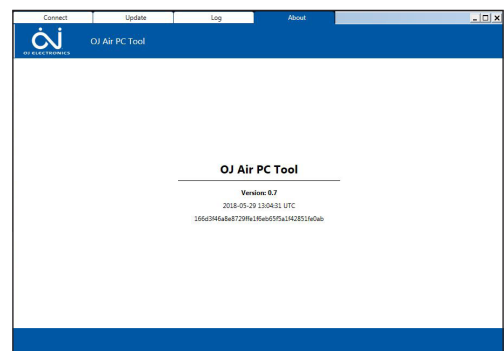 Connect Update Log About
OJ ELECTRONICS
OJ Air PC Tool
OJ Air PC Tool
Version: 0.7
2018-05-29 13:04:31 UTC
166d3f46a8e8729ffe1f6eb65f5a1f42851fe0ab